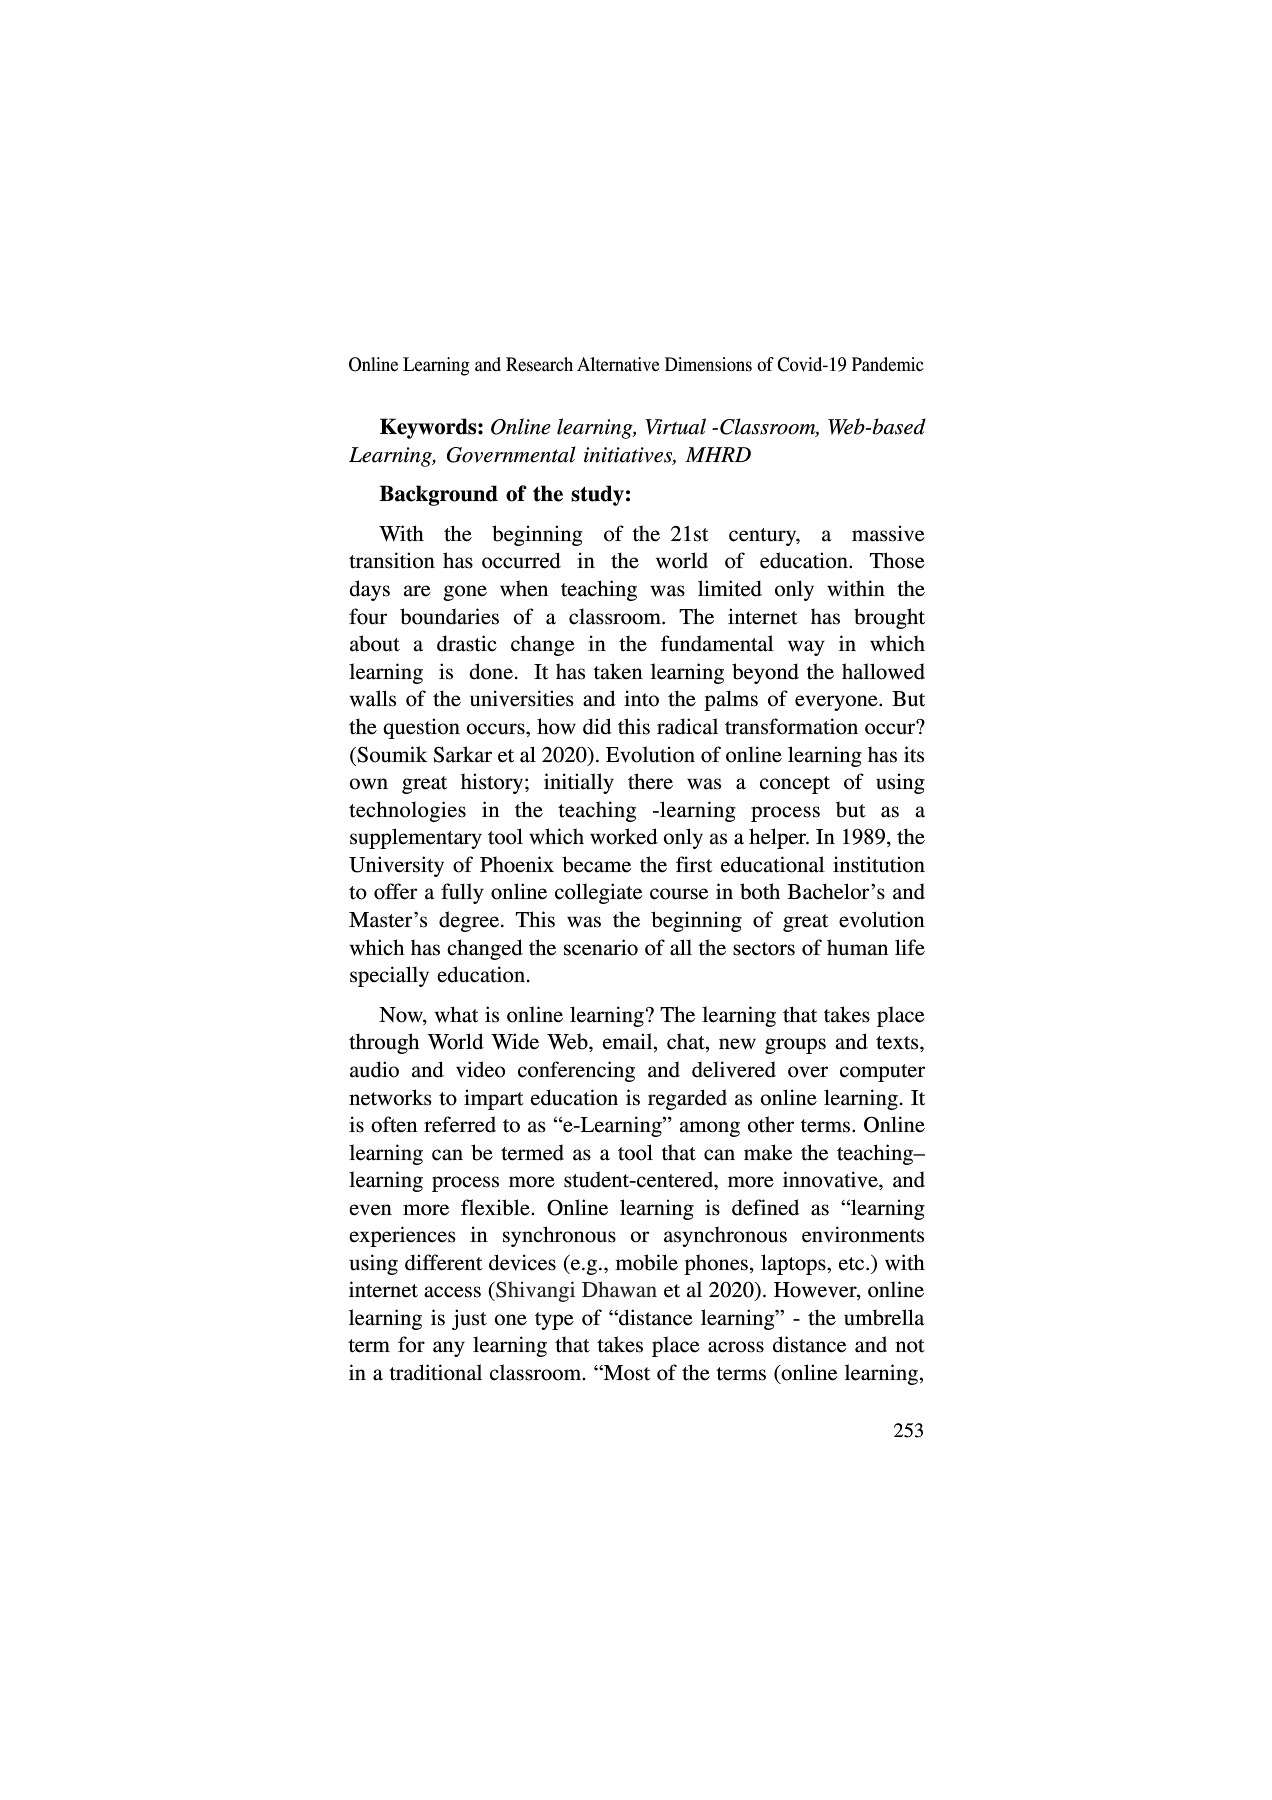 Online Learning and Research Alternative Dimensions of Covid-19 Pandemic
Keywords: Online learning, Virtual -Classroom, Web-based
Learning, Governmental initiatives, MHRD
Background of the study:
With the beginning of the 21st century, a massive
transition has occurred in the world of education. Those
days are gone when teaching was limited only within the
four boundaries of a classroom. The internet has brought
about a drastic change in the fundamental way in which
learning is done. It has taken learning beyond the hallowed
walls of the universities and into the palms of everyone. But
the question occurs, how did this radical transformation occur?
(Soumik Sarkar et al 2020). Evolution of online learning has its
own great history; initially there was a concept of using
technologies in the teaching -learning process but as a
supplementary tool which worked only as a helper. In 1989, the
University of Phoenix became the first educational institution
to offer a fully online collegiate course in both Bachelor’s and
Master’s degree. This was the beginning of great evolution
which has changed the scenario of all the sectors of human life
specially education.
Now, what is online learning? The learning that takes place
through World Wide Web, email, chat, new groups and texts,
audio and video conferencing and delivered over computer
networks to impart education is regarded as online learning. It
is often referred to as “e-Learning” among other terms. Online
learning can be termed as a tool that can make the teaching–
learning process more student-centered, more innovative, and
even more flexible. Online learning is defined as “learning
experiences in synchronous or asynchronous environments
using different devices (e.g., mobile phones, laptops, etc.) with
internet access (Shivangi Dhawan et al 2020). However, online
learning is just one type of “distance learning” - the umbrella
term for any learning that takes place across distance and not
in a traditional classroom. “Most of the terms (online learning,
253